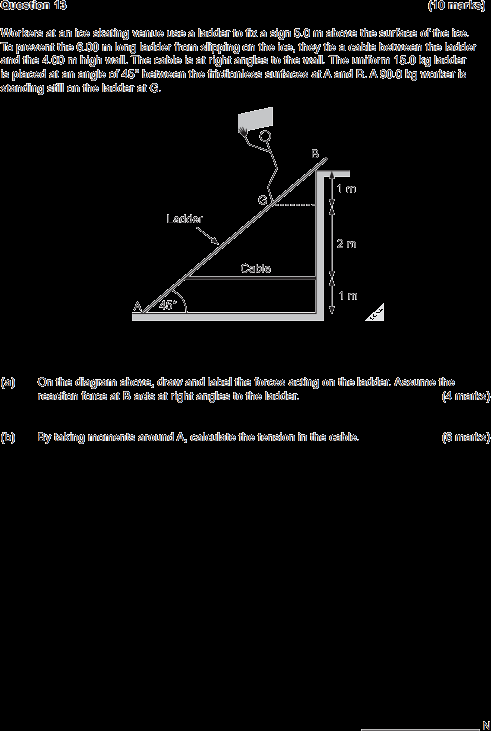 Question 13 (10 marks)
Workers at an ice skating venue use a ladder to fix a sign 5.0 m above the surface of the ice.
To prevent the 6.00 m long ladder from slipping on the ice, they tie a cable between the ladder
and the 4.00 m high wall. The cable is at right angles to the wall. The uniform 15.0 kg ladder
is placed at an angle of 45° between the frictionless surfaces at A and B. A 90.0 kg worker is
standing still on the ladder at G.
B
1 m
G
Ladder
2 m
Cable
1 m
A 45°
(a) On the diagram above, draw and label the forces acting on the ladder. Assume the
reaction force at B acts at right angles to the ladder. (4 marks)
(b) By taking moments around A, calculate the tension in the cable. (6 marks)
N